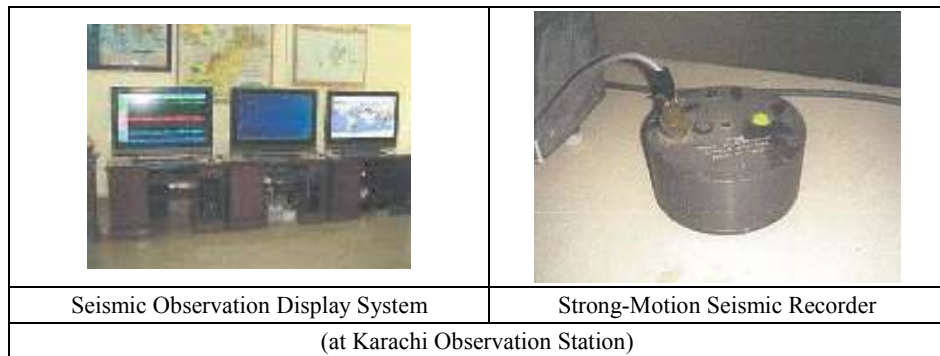 Seismic Observation Display System
Strong-Motion Seismic Recorder
(at Karachi Observation Station)